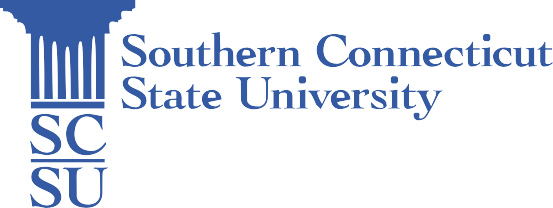 Southern Connecticut
State University
SC
SU